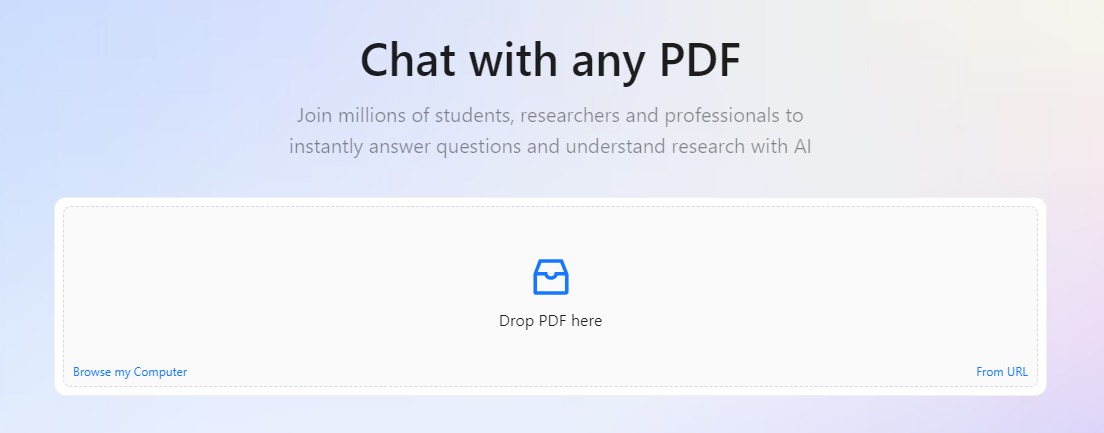 Chat with any PDF
Join millions of students, researchers and professionals to
instantly answer questions and understand research with AI
Drop PDF here
Browse my Computer
From URL